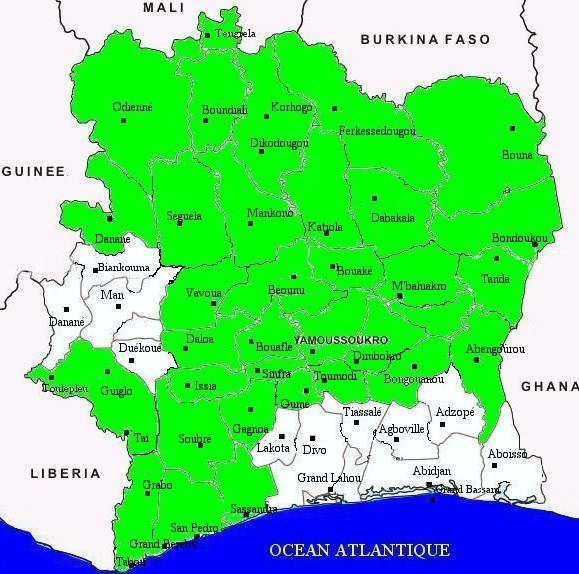 MALI
Tengrela
BURKINA FASO
Odienné
Boundiali
Korhogo
Ferkessedougou
Dikodougou
Bouna
GUINEE
Séguela
Mankono
Katiola
Dabakala
Danané
Bondoukou
Biankouma
Bouaké
Tanda
Man
Vavoua
Béoumi
M'bahiakro
Danané
Duékoué
Daloa
Bouaflé
YAMOUSSOUKRO
Dimbokro
Abengourou
Toulepleu
Guiglo
Issia
Sinfra
Toumodi
Bongouanou
GHANA
Oumé
Tiassalé
Adzopé
Gagnoa
Agboville
Taï
Soubré
Lakota
Divo
Aboisso
LIBERIA
Grabo
Grand Lahou
Abidjan
Grand Bassam
Sassandra
San Pedro
Grand Béréby
Tabou
OCEAN ATLANTIQUE